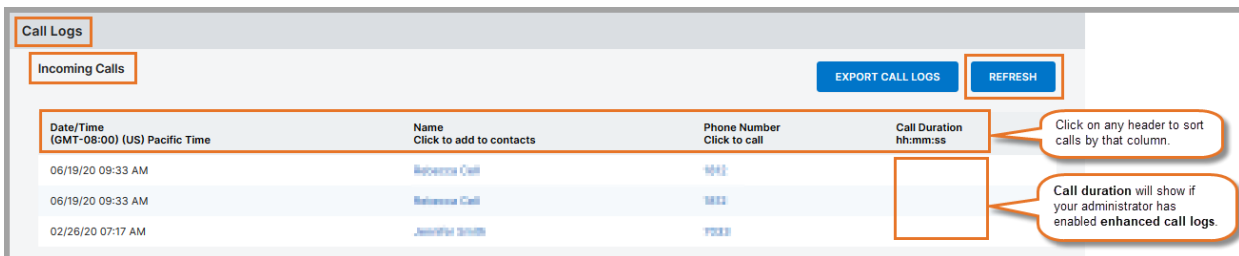 Call Logs
Incoming Calls
EXPORT CALL LOGS
REFRESH
Date/Time
(GMT-08:00) (US) Pacific Time
Name
Click to add to contacts
Phone Number
Click to call
Call Duration
hh:mm:ss
Click on any header to sort
calls by that column.
06/19/20 09:33 AM
06/19/20 09:33 AM
02/26/20 07:17 AM
Call duration will show if
your administrator has
enabled enhanced call logs.